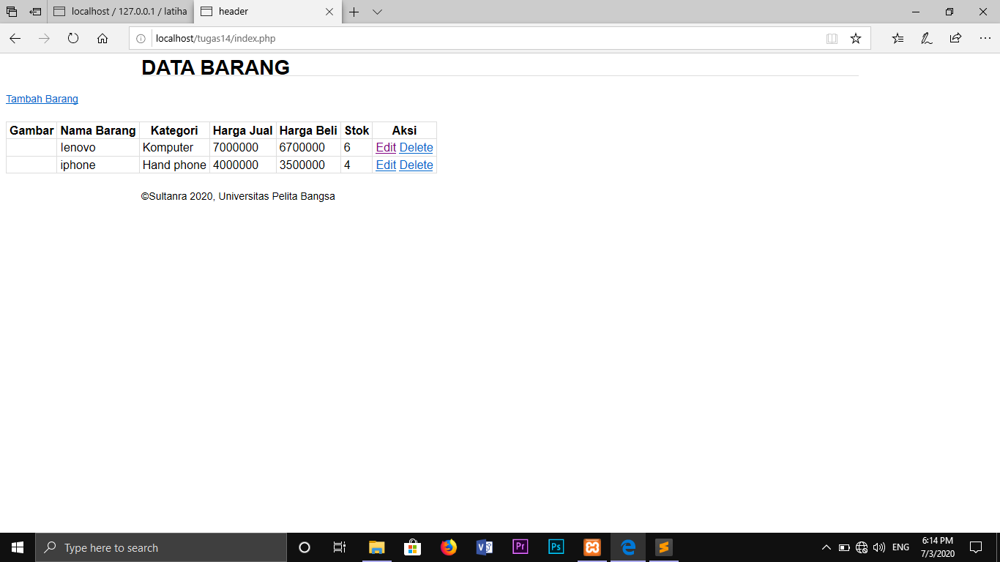 localhost / 127.0.0.1 / latiha
header
localhost/tugas14/index.php
DATA BARANG
Tambah Barang
Gambar Nama Barang Kategori Harga Jual Harga Beli Stok Aksi
lenovo Komputer 7000000 6700000 6 Edit Delete
iphone Hand phone 4000000 3500000 4 Edit Delete
©Sultanra 2020, Universitas Pelita Bangsa
Type here to search
Pr
Ps
ENG
6:14 PM
7/3/2020